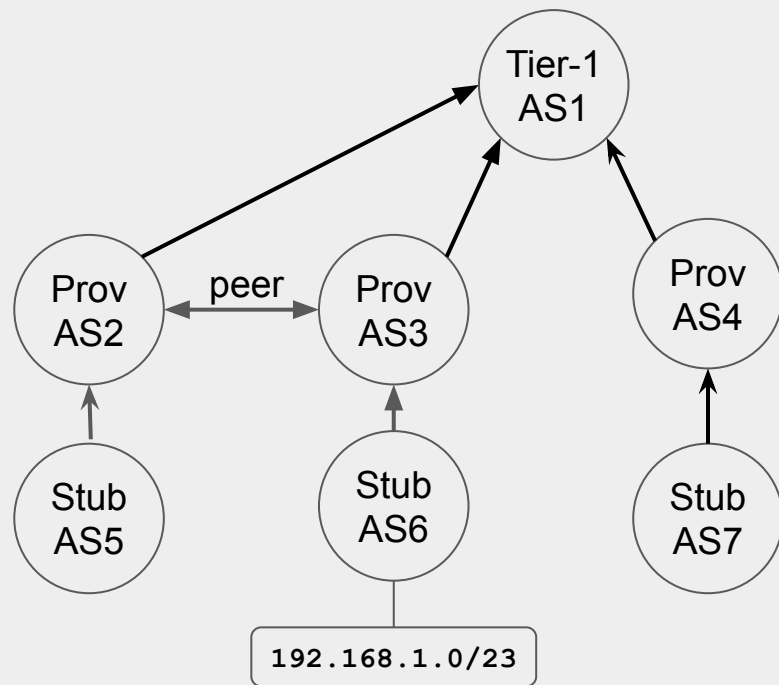 Tier-1
AS1
peer
Prov
AS2
Prov
AS3
Prov
AS4
Stub
AS5
Stub
AS6
Stub
AS7
192.168.1.0/23